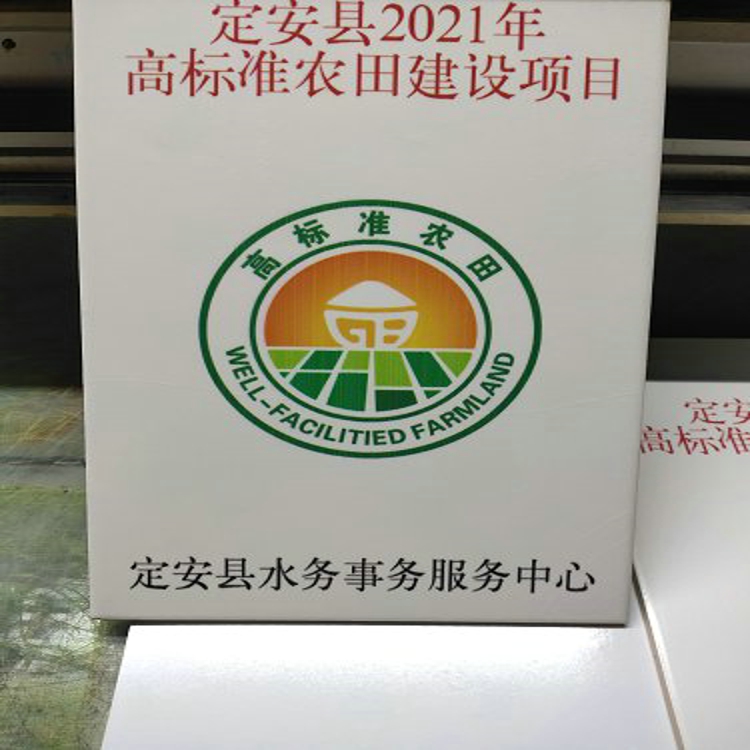 定安县2021年
高标准农田建设项目
高标准农田
GB
WELL-FACILITIED FARMLAND
定安县水务事务服务中心
定安
高标准